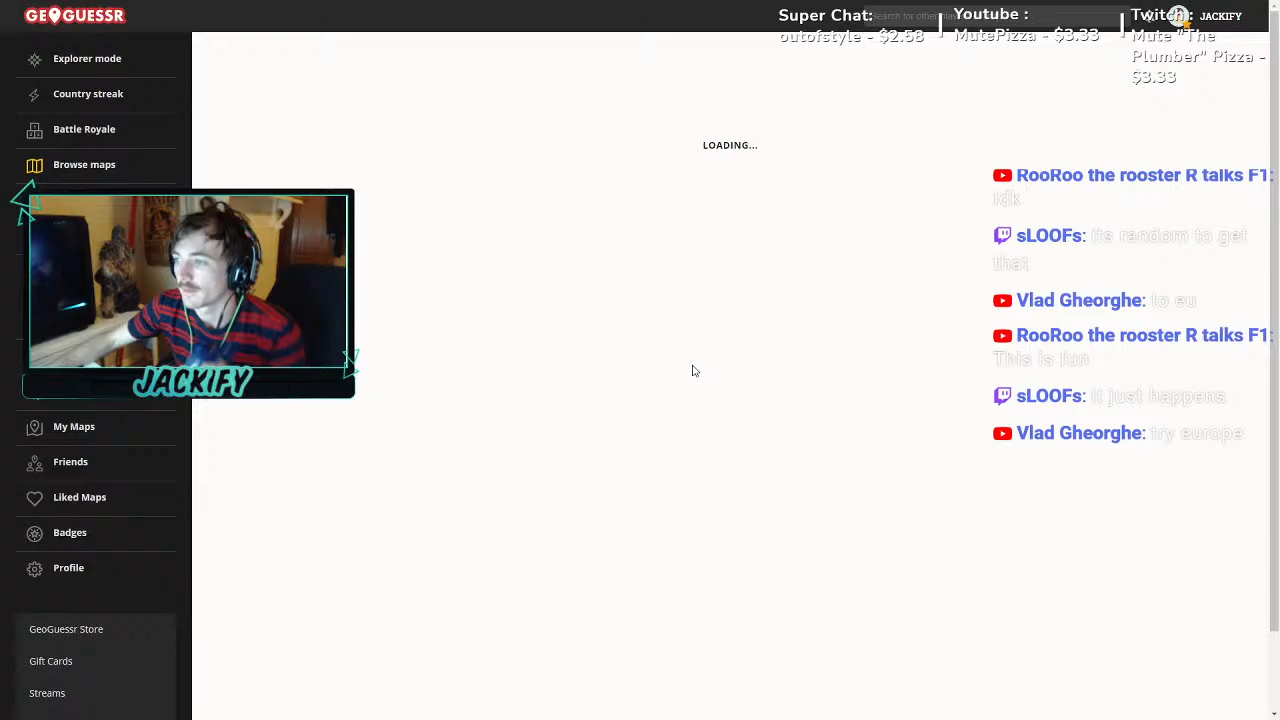 GEOGUESSR
Super Chat:
outofstyle - $2.58
Youtube :
MutePizza - $3.33
Twitch :
Mute "The
Plumber" Pizza -
$3.33
Search for other
JACKIFY
Explorer mode
Country streak
Battle Royale
Browse maps
LOADING...
JACKIFY
My Maps
Friends
Liked Maps
Badges
Profile
GeoGuessr Store
Gift Cards
Streams
RooRoo the rooster R talks F1:
Idk
sLOOFs: its random to get
that
Vlad Gheorghe: to eu
RooRoo the rooster R talks F1:
This is fun
sLOOFs: it just happens
Vlad Gheorghe: try europe